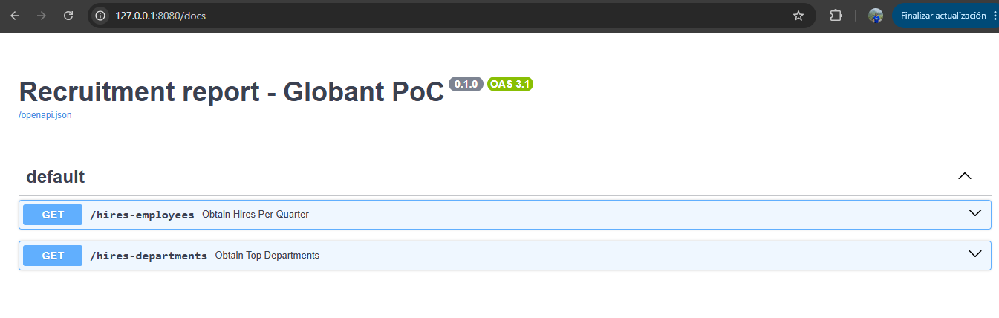 127.0.0.1:8080/docs
Finalizar actualización
Recruitment report - Globant PoC 0.1.0 OAS 3.1
/openapi.json
default
GET /hires-employees Obtain Hires Per Quarter
GET /hires-departments Obtain Top Departments